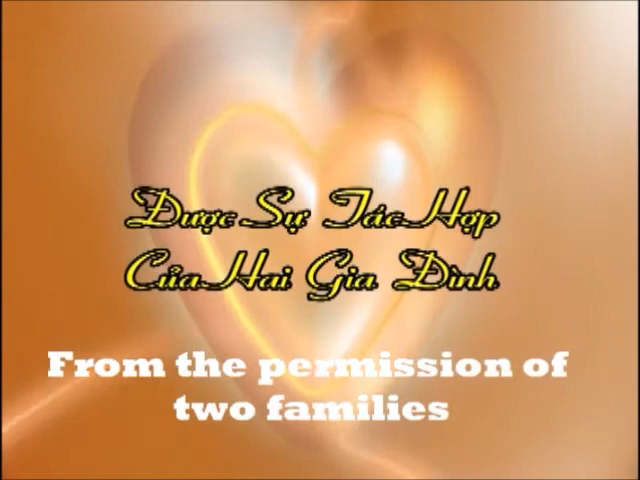 Được Sự Tác Hợp
Của Hai Gia Đình
From the permission of
two families